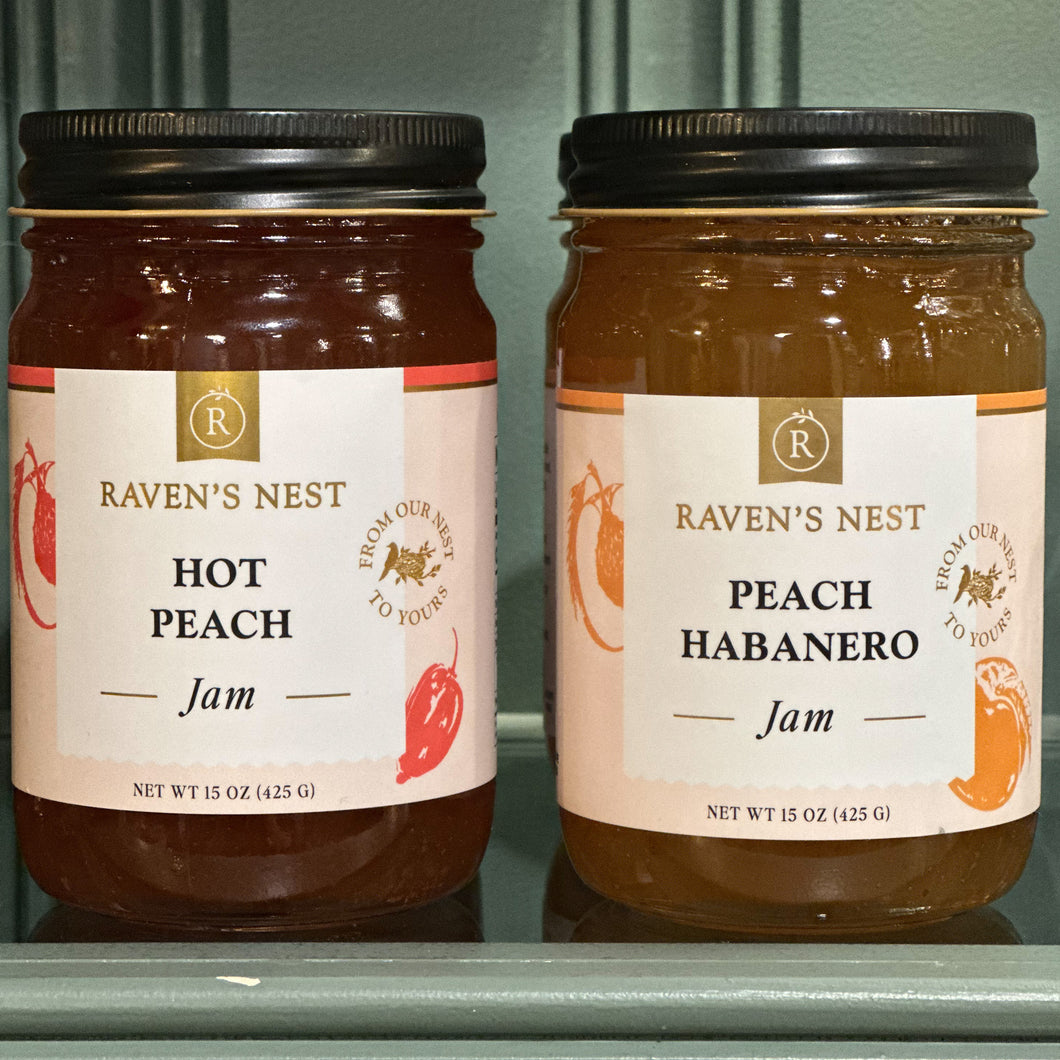 R
RAVEN'S NEST
HOT
PEACH
Jam
FROM OUR NEST
TO YOURS
NET WT 15 OZ (425 G)
R
RAVEN'S NEST
PEACH
HABANERO
Jam
FROM OUR NEST
TO YOURS
NET WT 15 OZ (425 G)